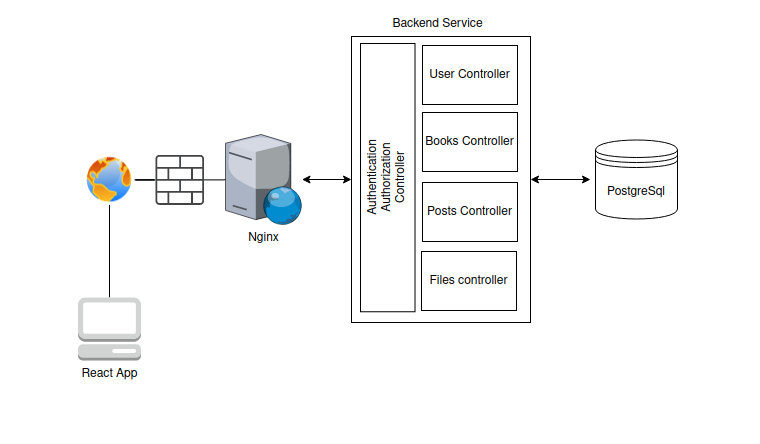 Backend Service
User Controller
Books Controller
Posts Controller
Files controller
Authentication
Authorization
Controller
PostgreSql
Nginx
React App